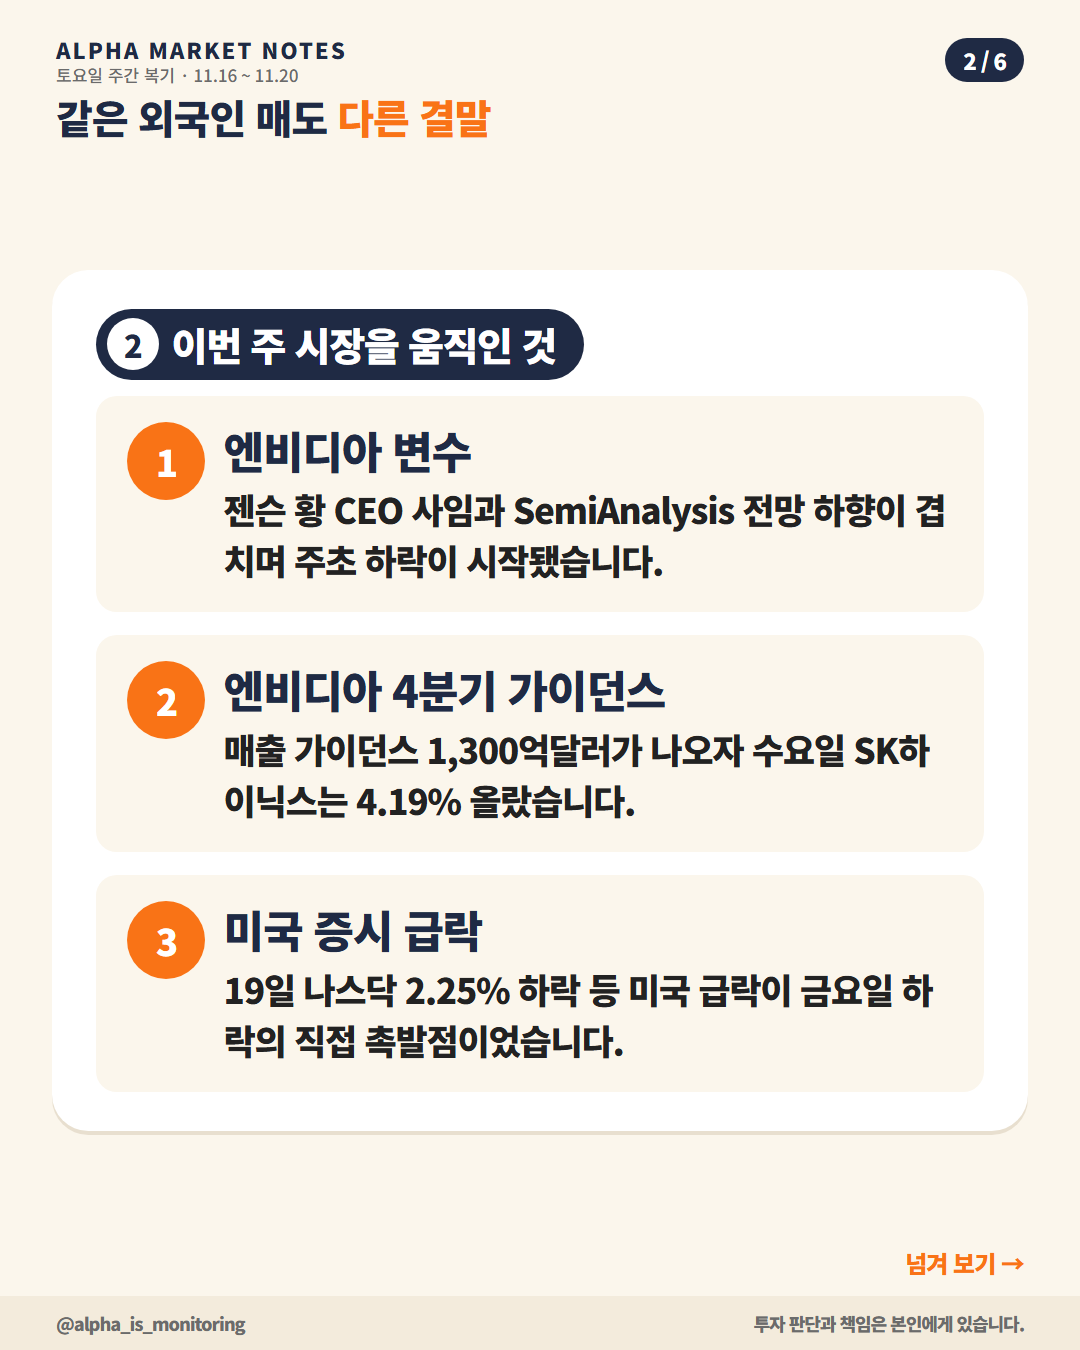 ALPHA MARKET NOTES
토요일 주간 복기 · 11.16 ~ 11.20
같은 외국인 매도 다른 결말
2 / 6
2 이번 주 시장을 움직인 것
1 엔비디아 변수
젠슨 황 CEO 사임과 SemiAnalysis 전망 하향이 겹
치며 주초 하락이 시작됐습니다.
2 엔비디아 4분기 가이던스
매출 가이던스 1,300억달러가 나오자 수요일 SK하
이닉스는 4.19% 올랐습니다.
3 미국 증시 급락
19일 나스닥 2.25% 하락 등 미국 급락이 금요일 하
락의 직접 촉발점이었습니다.
넘겨 보기 →
@alpha_is_monitoring
투자 판단과 책임은 본인에게 있습니다.